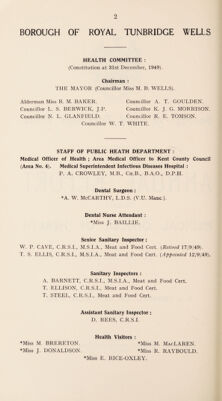 2
BOROUGH OF ROYAL TUNBRIDGE WELLS
HEALTH COMMITTEE :
(Constitution at 31st December, 1949).
Chairman :
THE MAYOR (Councillor Miss M. D. WELLS).
Alderman Miss R. M. BAKER. Councillor A. T. GOULDEN.
Councillor L. S. BERWICK, J.P. Councillor K. J. G. MORRISON.
Councillor N. L. GLANFIELD. Councillor R. E. TOMSON.
Councillor W. T. WHITE.
STAFF OF PUBLIC HEATH DEPARTMENT :
Medical Officer of Health ; Area Medical Officer to Kent County Council
(Area No. 6). Medical Superintendent Infectious Diseases Hospital :
F. A. CROWLEY, M.B., Ch.B., B.A.O., D.P.H.
Dental Surgeon :
*A. W. McCARTHY, L.D.S. (V.U. Manc.).
Dental Nurse Attendant :
*Miss J. BAILLIE.
Senior Sanitary Inspector :
W. P. CAVE, C.R.S.I., M.S.I.A., Meat and Food Cert. (Retired 17/9/49).
T. S. ELLIS, C.R.S.I., M.S.I.A., Meat and Food Cert. (Appointed 12/9/49).
Sanitary Inspectors :
A. BARNETT, C.R.S.I., M.S.I.A., Meat and Food Cert.
T. ELLISON, C.R.S.I., Meat and Food Cert.
T. STEEL, C.R.S.I., Meat and Food Cert.
Assistant Sanitary Inspector :
D. REES, C.R.S.I.
Health Visitors :
*Miss M. BRERETON. *Miss M. MacLAREN.
*Miss J. DONALDSON. *Miss R. RAYBOULD.
*Miss E. RICE-OXLEY.